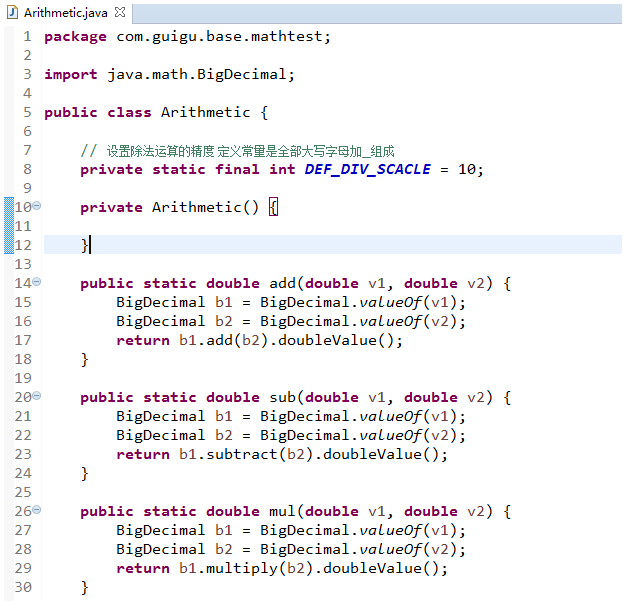 Arithmetic.java
1 package com.guigu.base.mathtest;
2
3 import java.math.BigDecimal;
4
5 public class Arithmetic {
6
7 // 设置除法运算的精度 定义常量是全部大写字母加_组成
8 private static final int DEF_DIV_SCACLE = 10;
9
10 private Arithmetic() {
11
12 }
13
14 public static double add(double v1, double v2) {
15 BigDecimal b1 = BigDecimal.valueOf(v1);
16 BigDecimal b2 = BigDecimal.valueOf(v2);
17 return b1.add(b2).doubleValue();
18 }
19
20 public static double sub(double v1, double v2) {
21 BigDecimal b1 = BigDecimal.valueOf(v1);
22 BigDecimal b2 = BigDecimal.valueOf(v2);
23 return b1.subtract(b2).doubleValue();
24 }
25
26 public static double mul(double v1, double v2) {
27 BigDecimal b1 = BigDecimal.valueOf(v1);
28 BigDecimal b2 = BigDecimal.valueOf(v2);
29 return b1.multiply(b2).doubleValue();
30 }